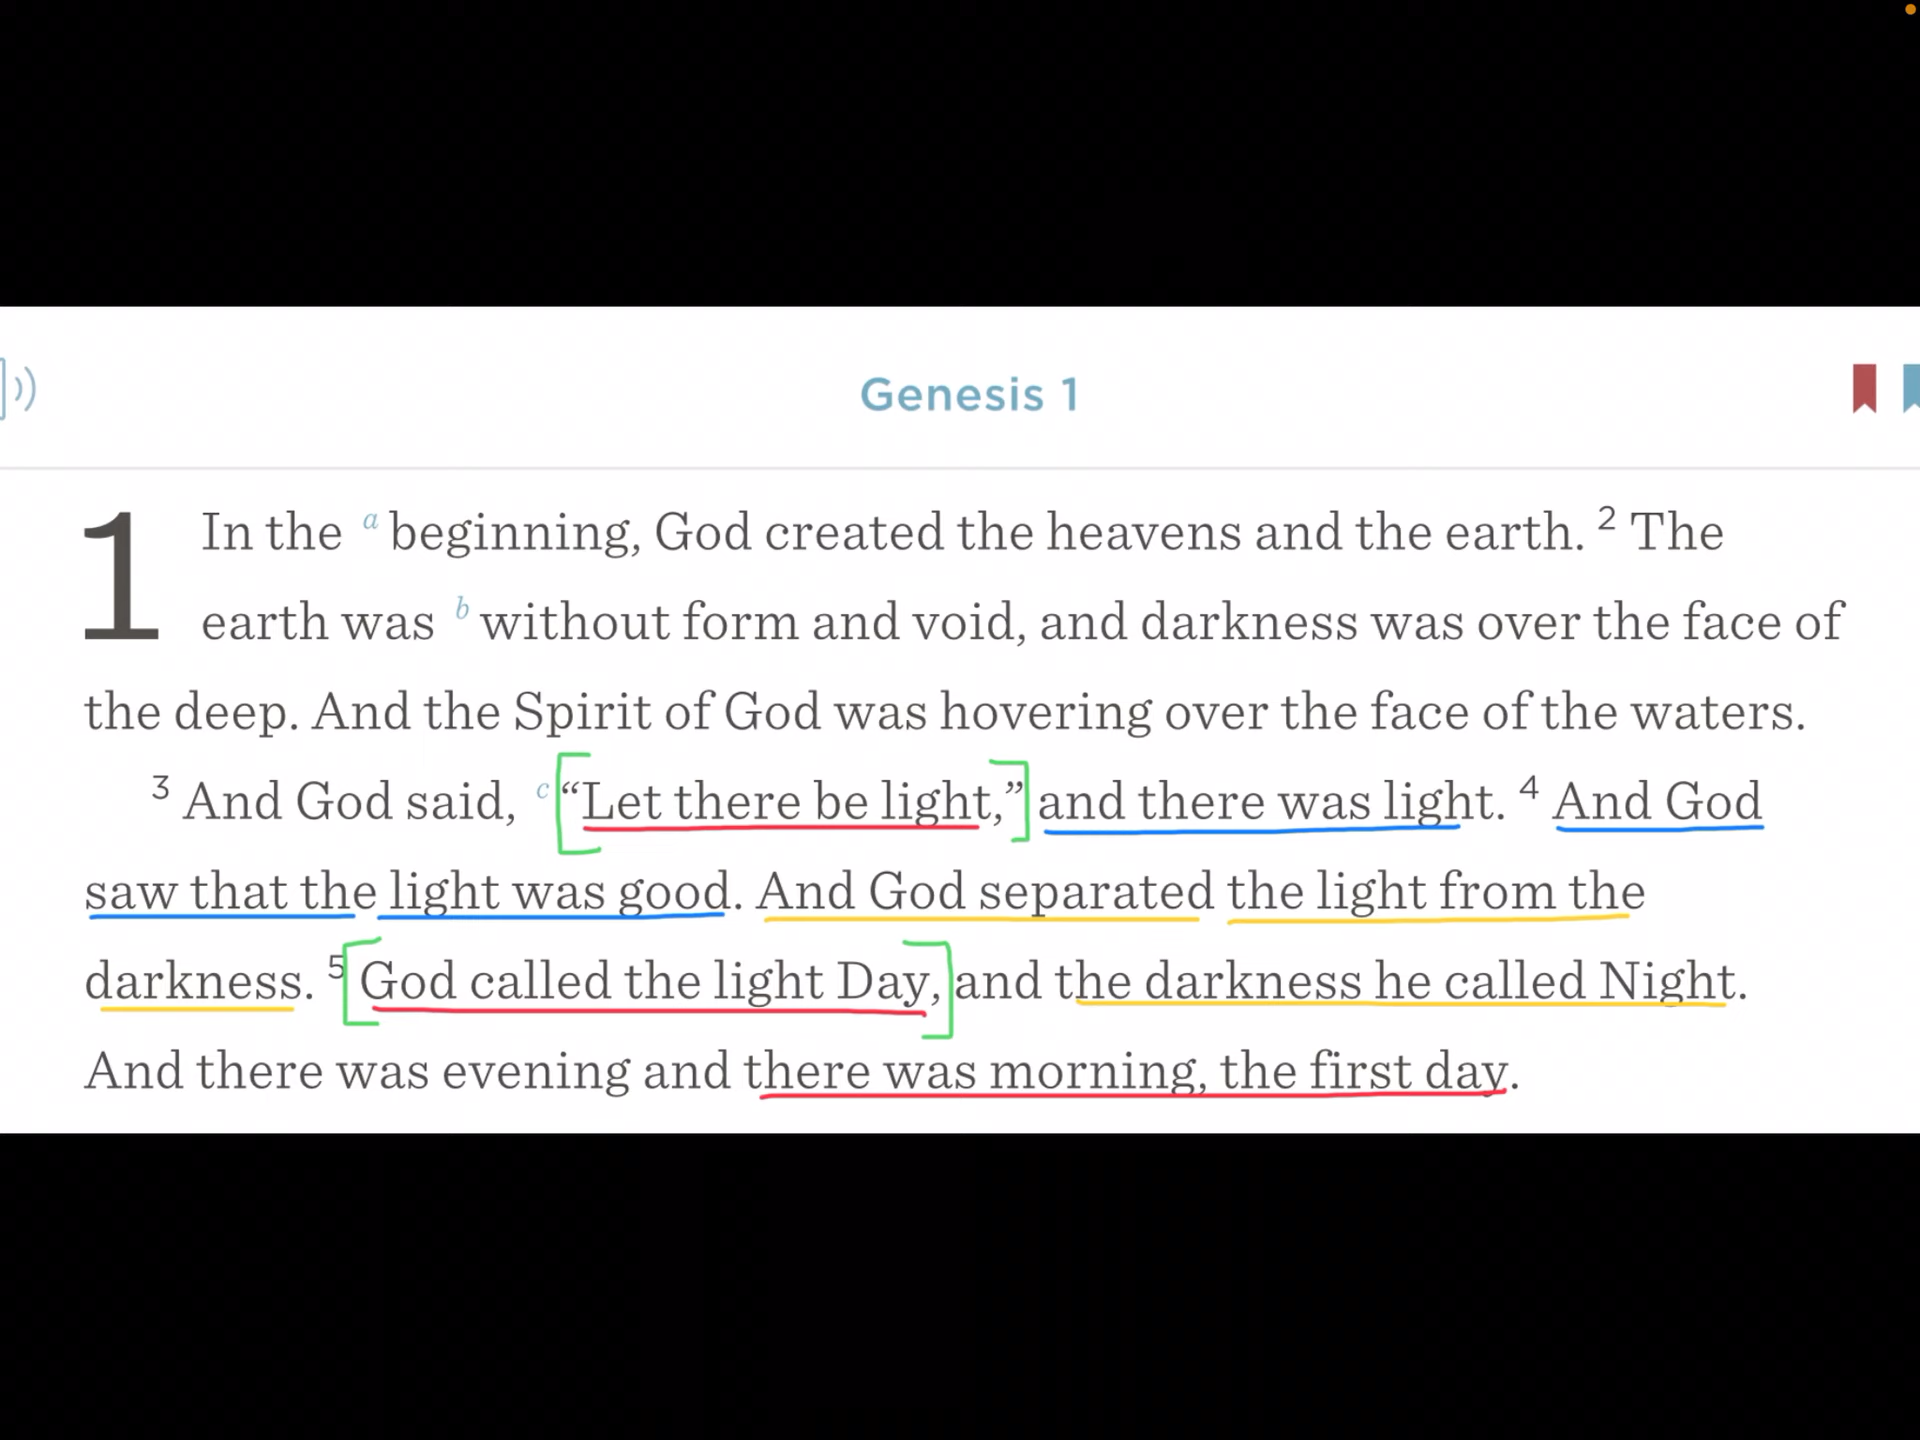 Genesis 1
1 In the a beginning, God created the heavens and the earth. 2 The
earth was b without form and void, and darkness was over the face of
the deep. And the Spirit of God was hovering over the face of the waters.
3 And God said, c “Let there be light,” and there was light. 4 And God
saw that the light was good. And God separated the light from the
darkness. 5 God called the light Day, and the darkness he called Night.
And there was evening and there was morning, the first day.